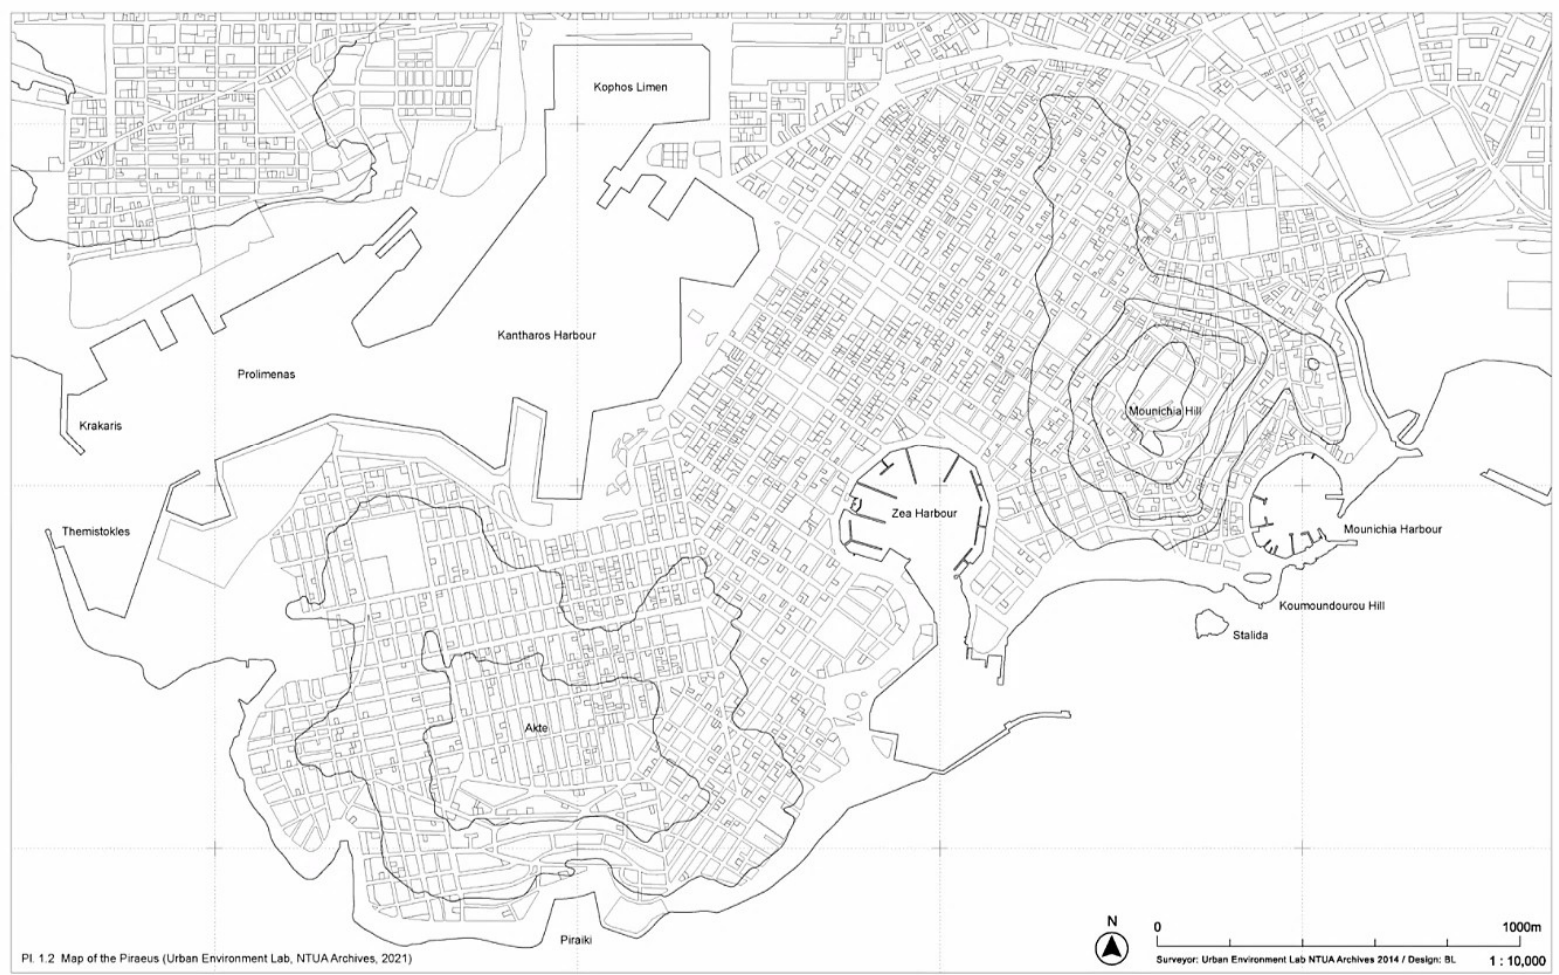 Kophos Limen
Kantharos Harbour
Prolimenas
Krakaris
Mounichia Hill
Zea Harbour
Themistokles
Mounichia Harbour
Koumoundourou Hill
Stalida
Akte
Piraiki
N
0 1000m
Pl. 1.2 Map of the Piraeus (Urban Environment Lab, NTUA Archives, 2021)
Surveyor: Urban Environment Lab NTUA Archives 2014 / Design: BL 1 : 10,000